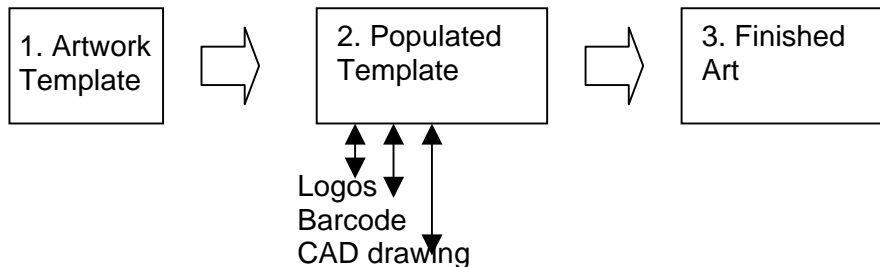 1. Artwork
Template
2. Populated
Template
3. Finished
Art
Logos
Barcode
CAD drawing